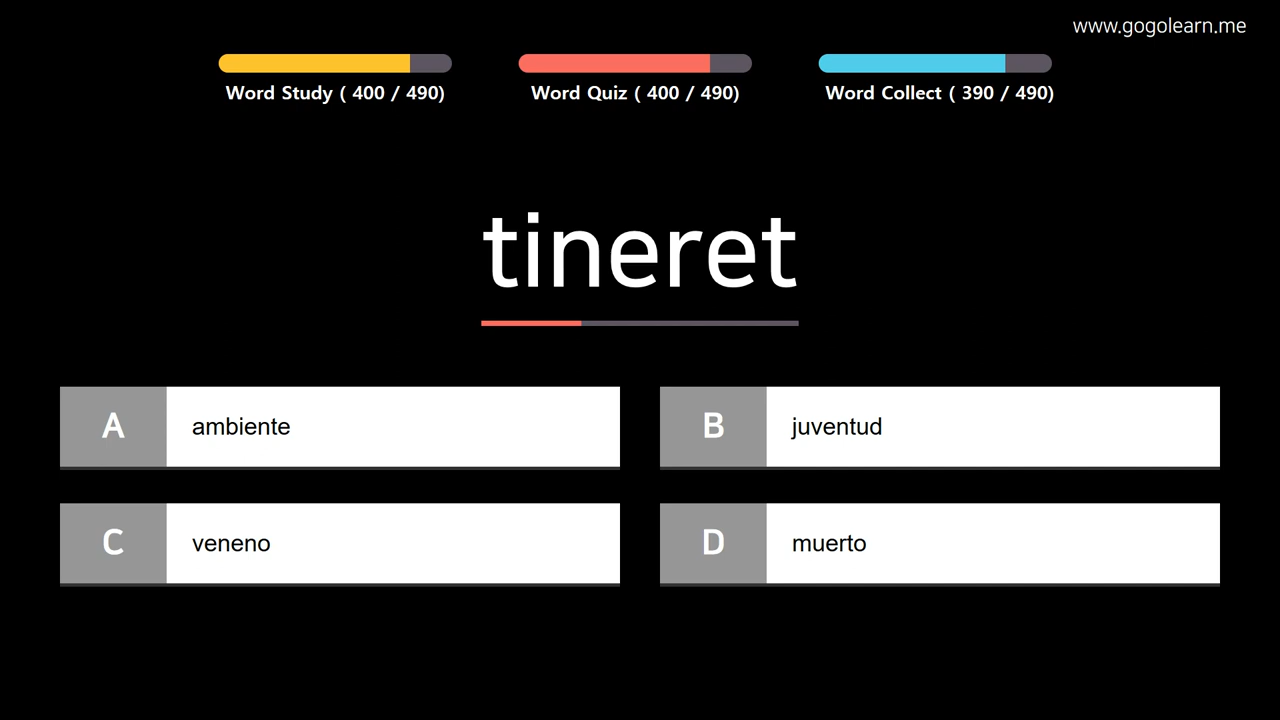 www.gogolearn.me
Word Study ( 400 / 490)
Word Quiz ( 400 / 490)
Word Collect ( 390 / 490)
tineret
A ambiente
B juventud
C veneno
D muerto